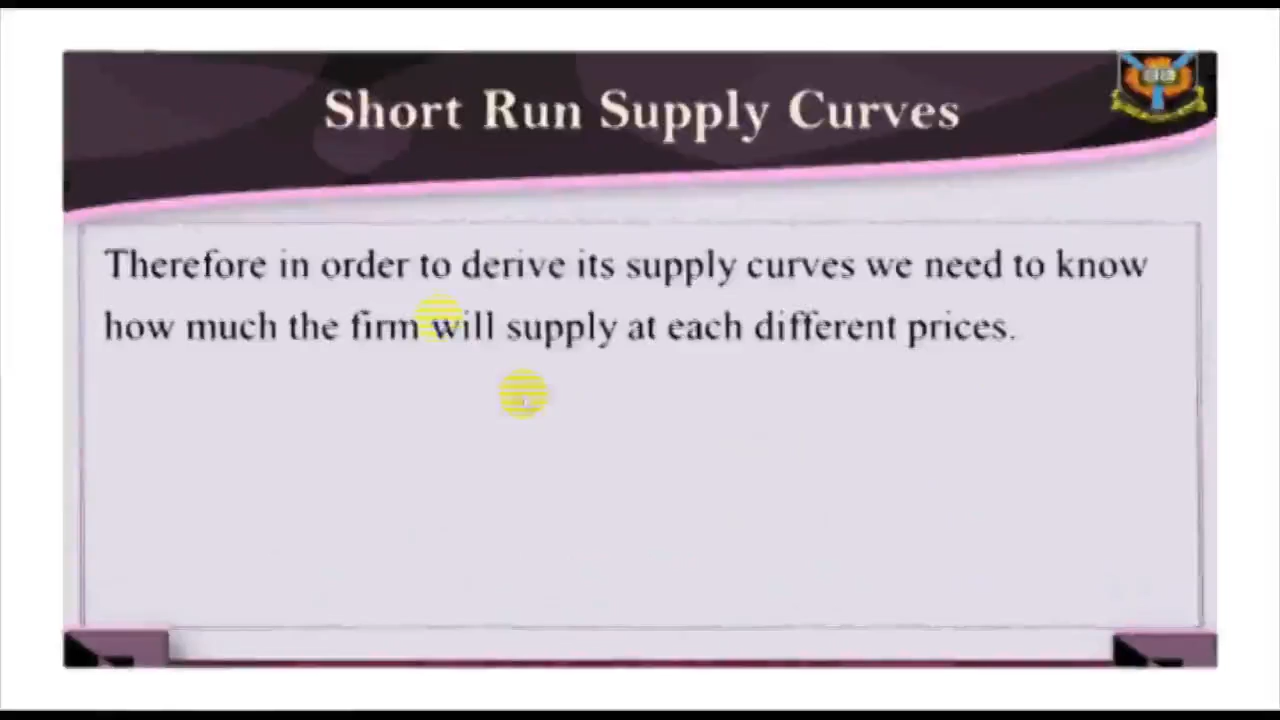 Short Run Supply Curves
Therefore in order to derive its supply curves we need to know
how much the firm will supply at each different prices.